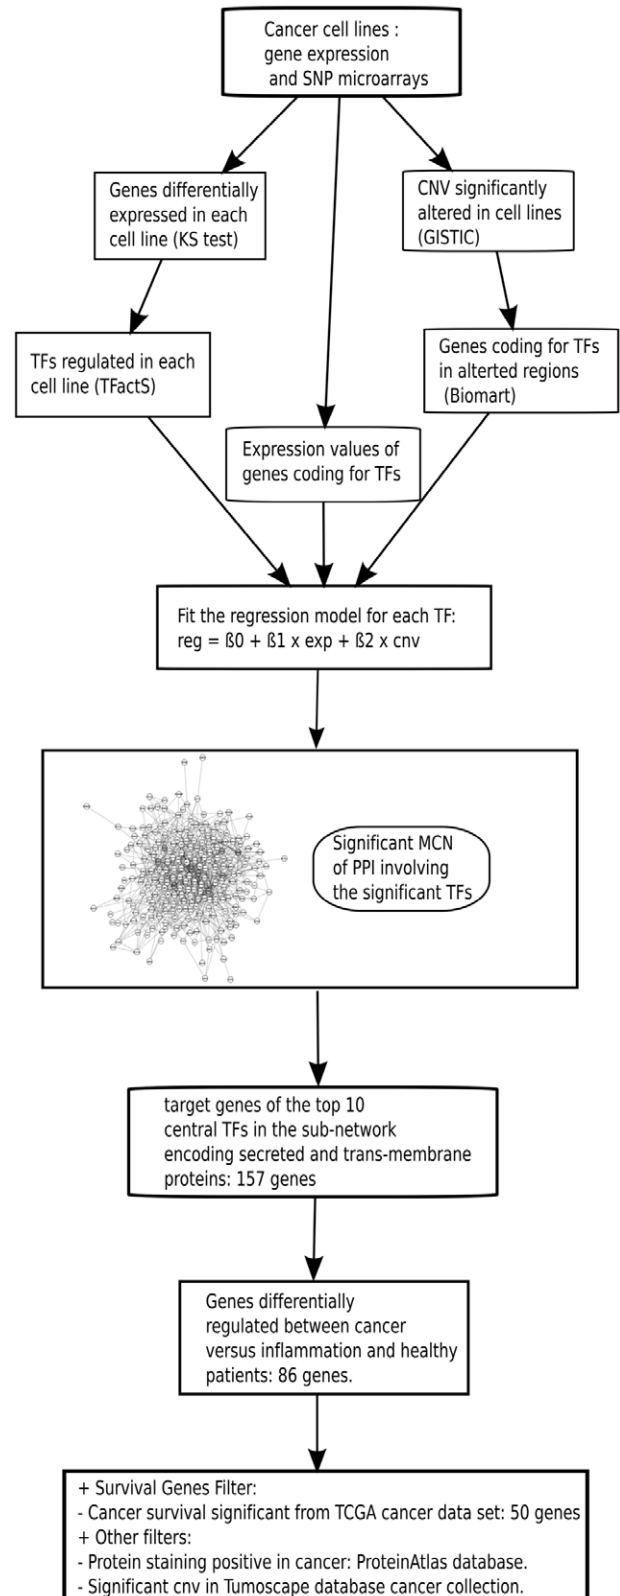 Cancer cell lines :
gene expression
and SNP microarrays
Genes differentially
expressed in each
cell line (KS test)
CNV significantly
altered in cell lines
(GISTIC)
TFs regulated in each
cell line (TFactS)
Genes coding for TFs
in alterted regions
(Biomart)
Expression values of
genes coding for TFs
Fit the regression model for each TF:
reg = ß0 + ß1 x exp + ß2 x cnv
Significant MCN
of PPI involving
the significant TFs
target genes of the top 10
central TFs in the sub-network
encoding secreted and trans-membrane
proteins: 157 genes
Genes differentially
regulated between cancer
versus inflammation and healthy
patients: 86 genes.
+ Survival Genes Filter:
- Cancer survival significant from TCGA cancer data set: 50 genes
+ Other filters:
- Protein staining positive in cancer: ProteinAtlas database.
- Significant cnv in Tumoscape database cancer collection.